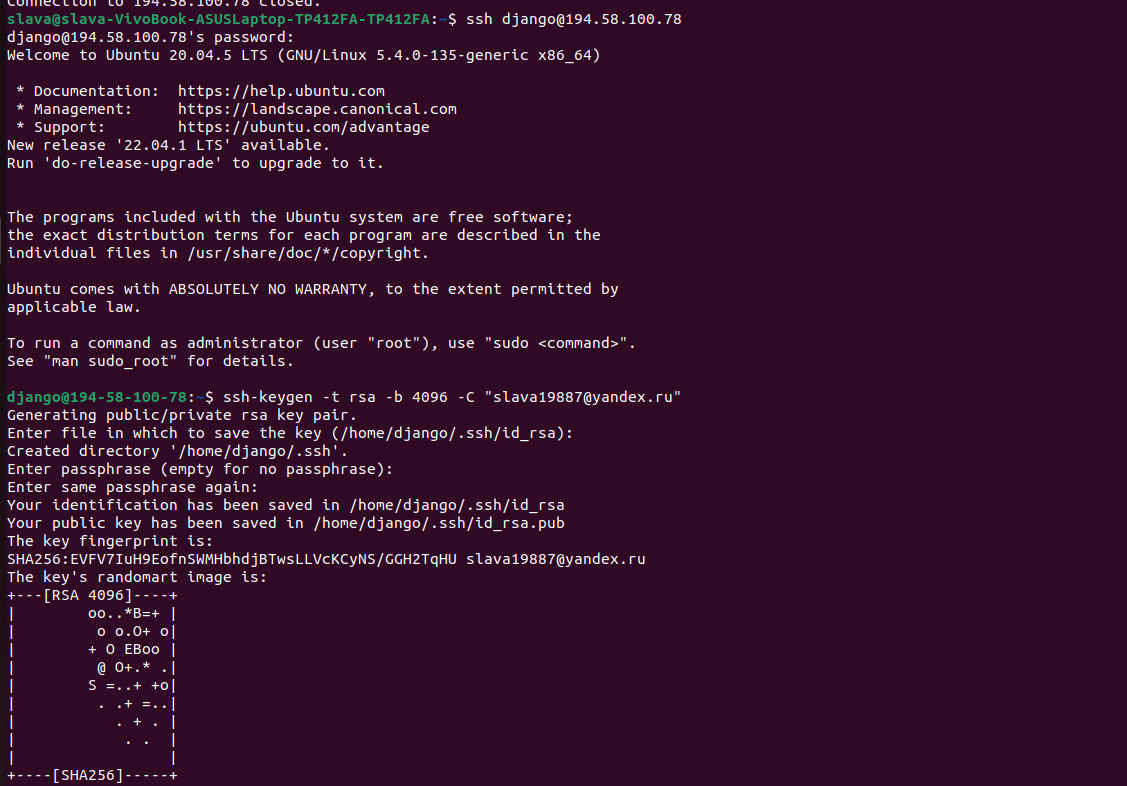 Connection to 194.58.100.78 closed.
slava@slava-VivoBook-ASUSLaptop-TP412FA-TP412FA:~$ ssh django@194.58.100.78
django@194.58.100.78's password:
Welcome to Ubuntu 20.04.5 LTS (GNU/Linux 5.4.0-135-generic x86_64)

 * Documentation:  https://help.ubuntu.com
 * Management:     https://landscape.canonical.com
 * Support:        https://ubuntu.com/advantage
New release '22.04.1 LTS' available.
Run 'do-release-upgrade' to upgrade to it.


The programs included with the Ubuntu system are free software;
the exact distribution terms for each program are described in the
individual files in /usr/share/doc/*/copyright.

Ubuntu comes with ABSOLUTELY NO WARRANTY, to the extent permitted by
applicable law.

To run a command as administrator (user "root"), use "sudo <command>".
See "man sudo_root" for details.

django@194-58-100-78:~$ ssh-keygen -t rsa -b 4096 -C "slava19887@yandex.ru"
Generating public/private rsa key pair.
Enter file in which to save the key (/home/django/.ssh/id_rsa):
Created directory '/home/django/.ssh'.
Enter passphrase (empty for no passphrase):
Enter same passphrase again:
Your identification has been saved in /home/django/.ssh/id_rsa
Your public key has been saved in /home/django/.ssh/id_rsa.pub
The key fingerprint is:
SHA256:EVFV7IuH9EofnSWMHbhdjBTwsLLVcKCyNS/GGH2TqHU slava19887@yandex.ru
The key's randomart image is:
+---[RSA 4096]----+
|        oo..*B=+ |
|         o o.O+ o|
|        + O EBoo |
|         @ O+.* .|
|        S =..+ +o|
|         . .+ =..|
|           . + . |
|            . .  |
|                 |
+----[SHA256]-----+